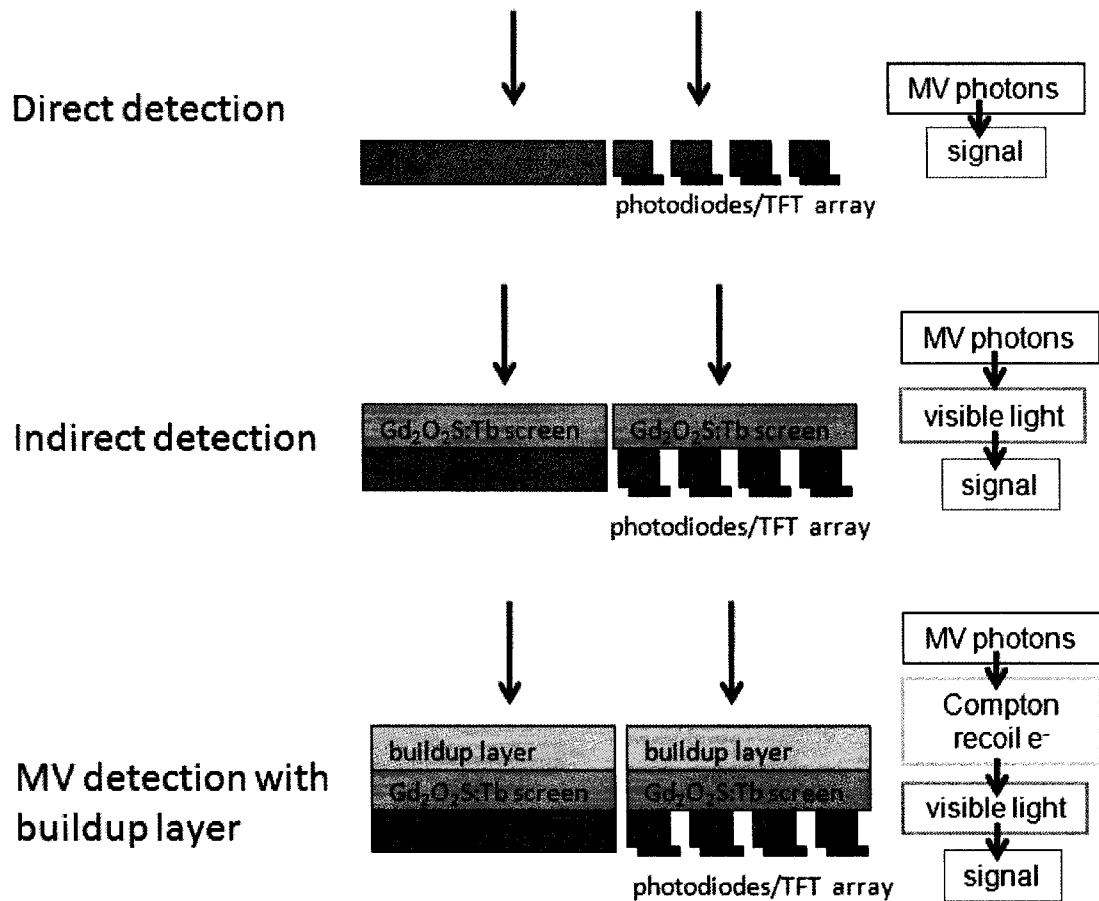 Direct detection
photodiodes/TFT array
MV photons
signal
Indirect detection
Gd₂O₂S:Tb screen
Gd₂O₂S:Tb screen
photodiodes/TFT array
MV photons
visible light
signal
MV detection with
buildup layer
buildup layer
buildup layer
Gd₂O₂S:Tb screen
Gd₂O₂S:Tb screen
photodiodes/TFT array
MV photons
Compton
recoil e⁻
visible light
signal